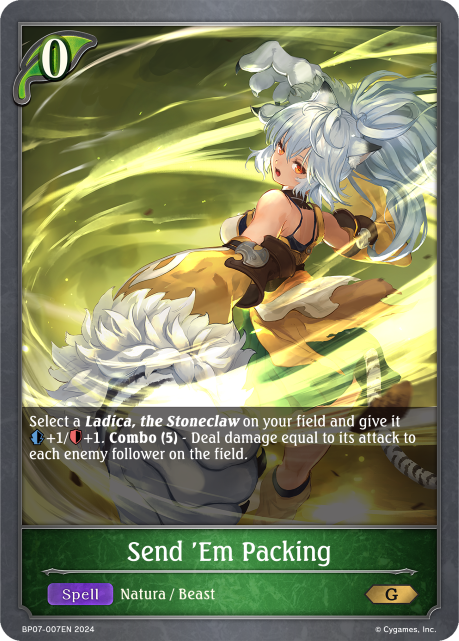 0
Select a Ladica, the Stoneclaw on your field and give it
+1/+1. Combo (5) - Deal damage equal to its attack to
each enemy follower on the field.
Send 'Em Packing
Spell Natura / Beast G
BP07-007EN 2024 © Cygames, Inc.